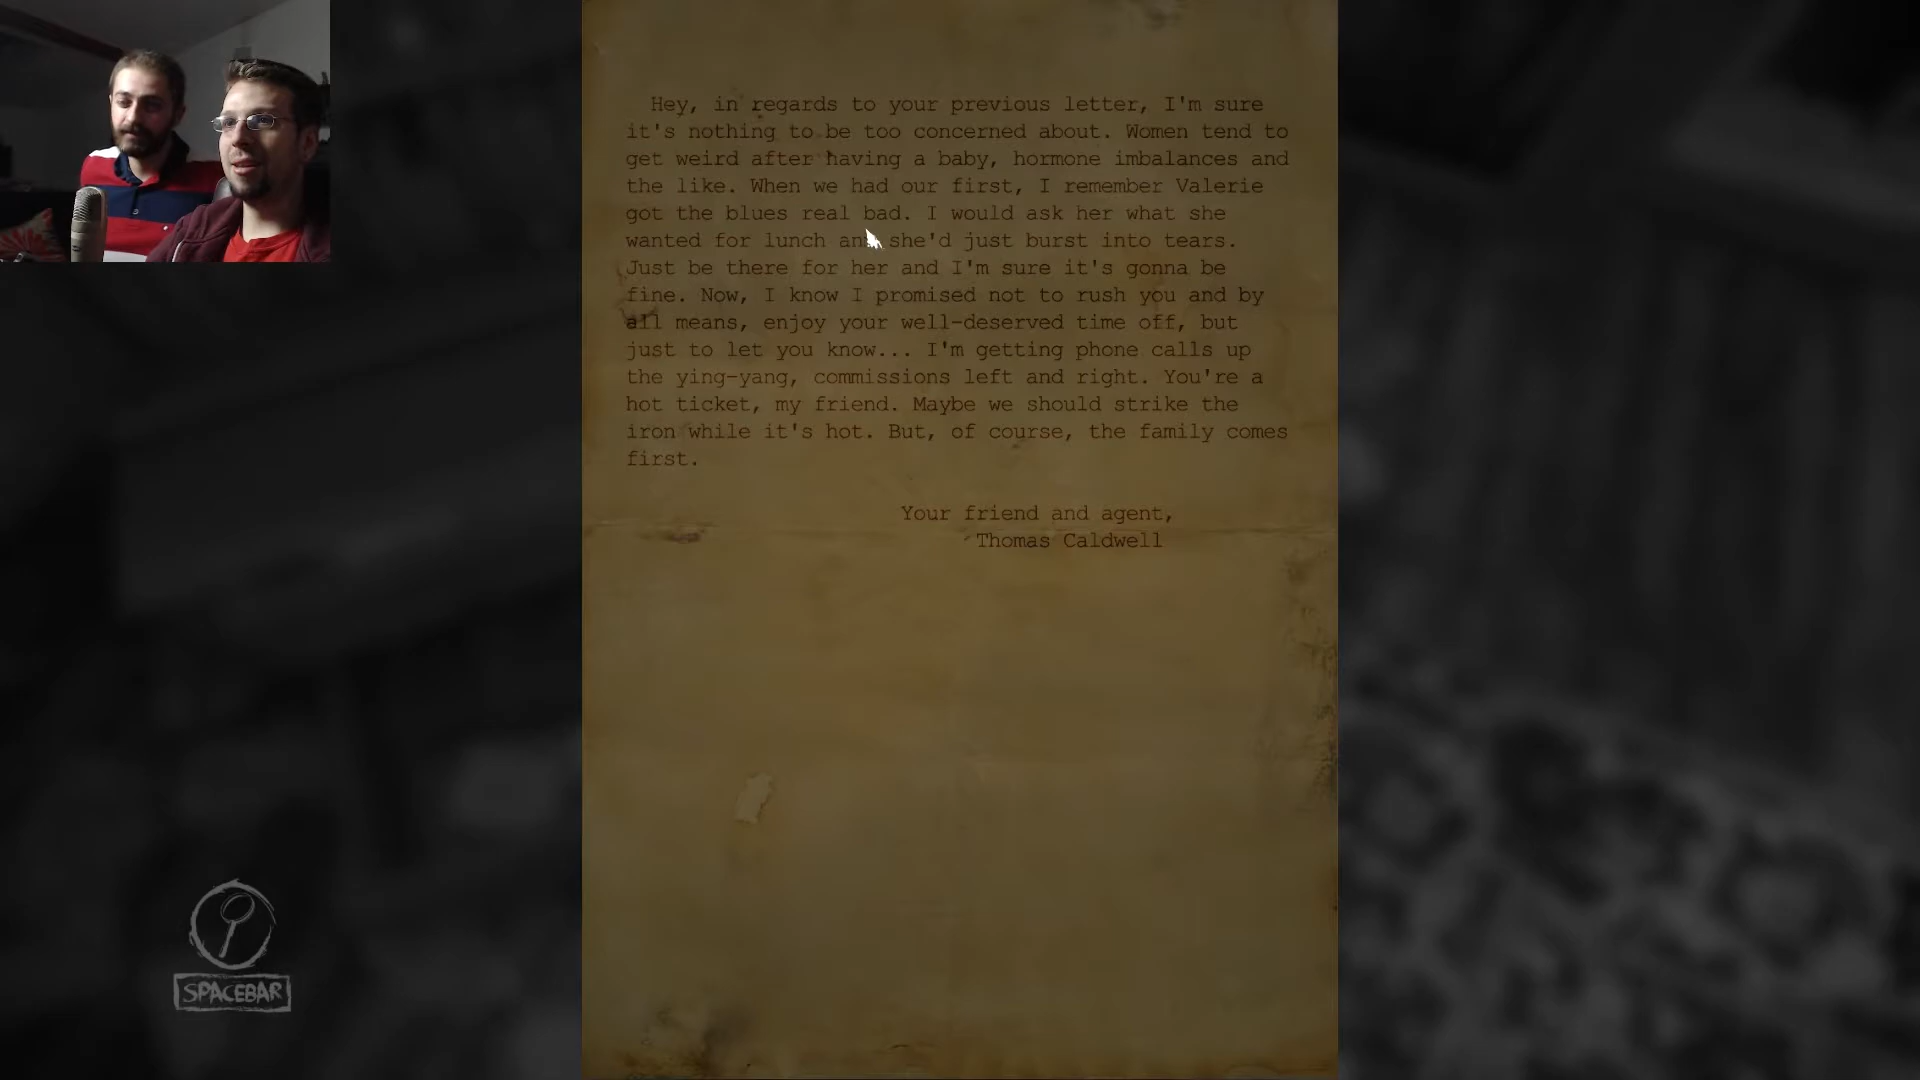 Hey, in regards to your previous letter, I'm sure
it's nothing to be too concerned about. Women tend to
get weird after having a baby, hormone imbalances and
the like. When we had our first, I remember Valerie
got the blues real bad. I would ask her what she
wanted for lunch and she'd just burst into tears.
Just be there for her and I'm sure it's gonna be
fine. Now, I know I promised not to rush you and by
all means, enjoy your well-deserved time off, but
just to let you know... I'm getting phone calls up
the ying-yang, commissions left and right. You're a
hot ticket, my friend. Maybe we should strike the
iron while it's hot. But, of course, the family comes
first.
Your friend and agent,
Thomas Caldwell
SPACEBAR